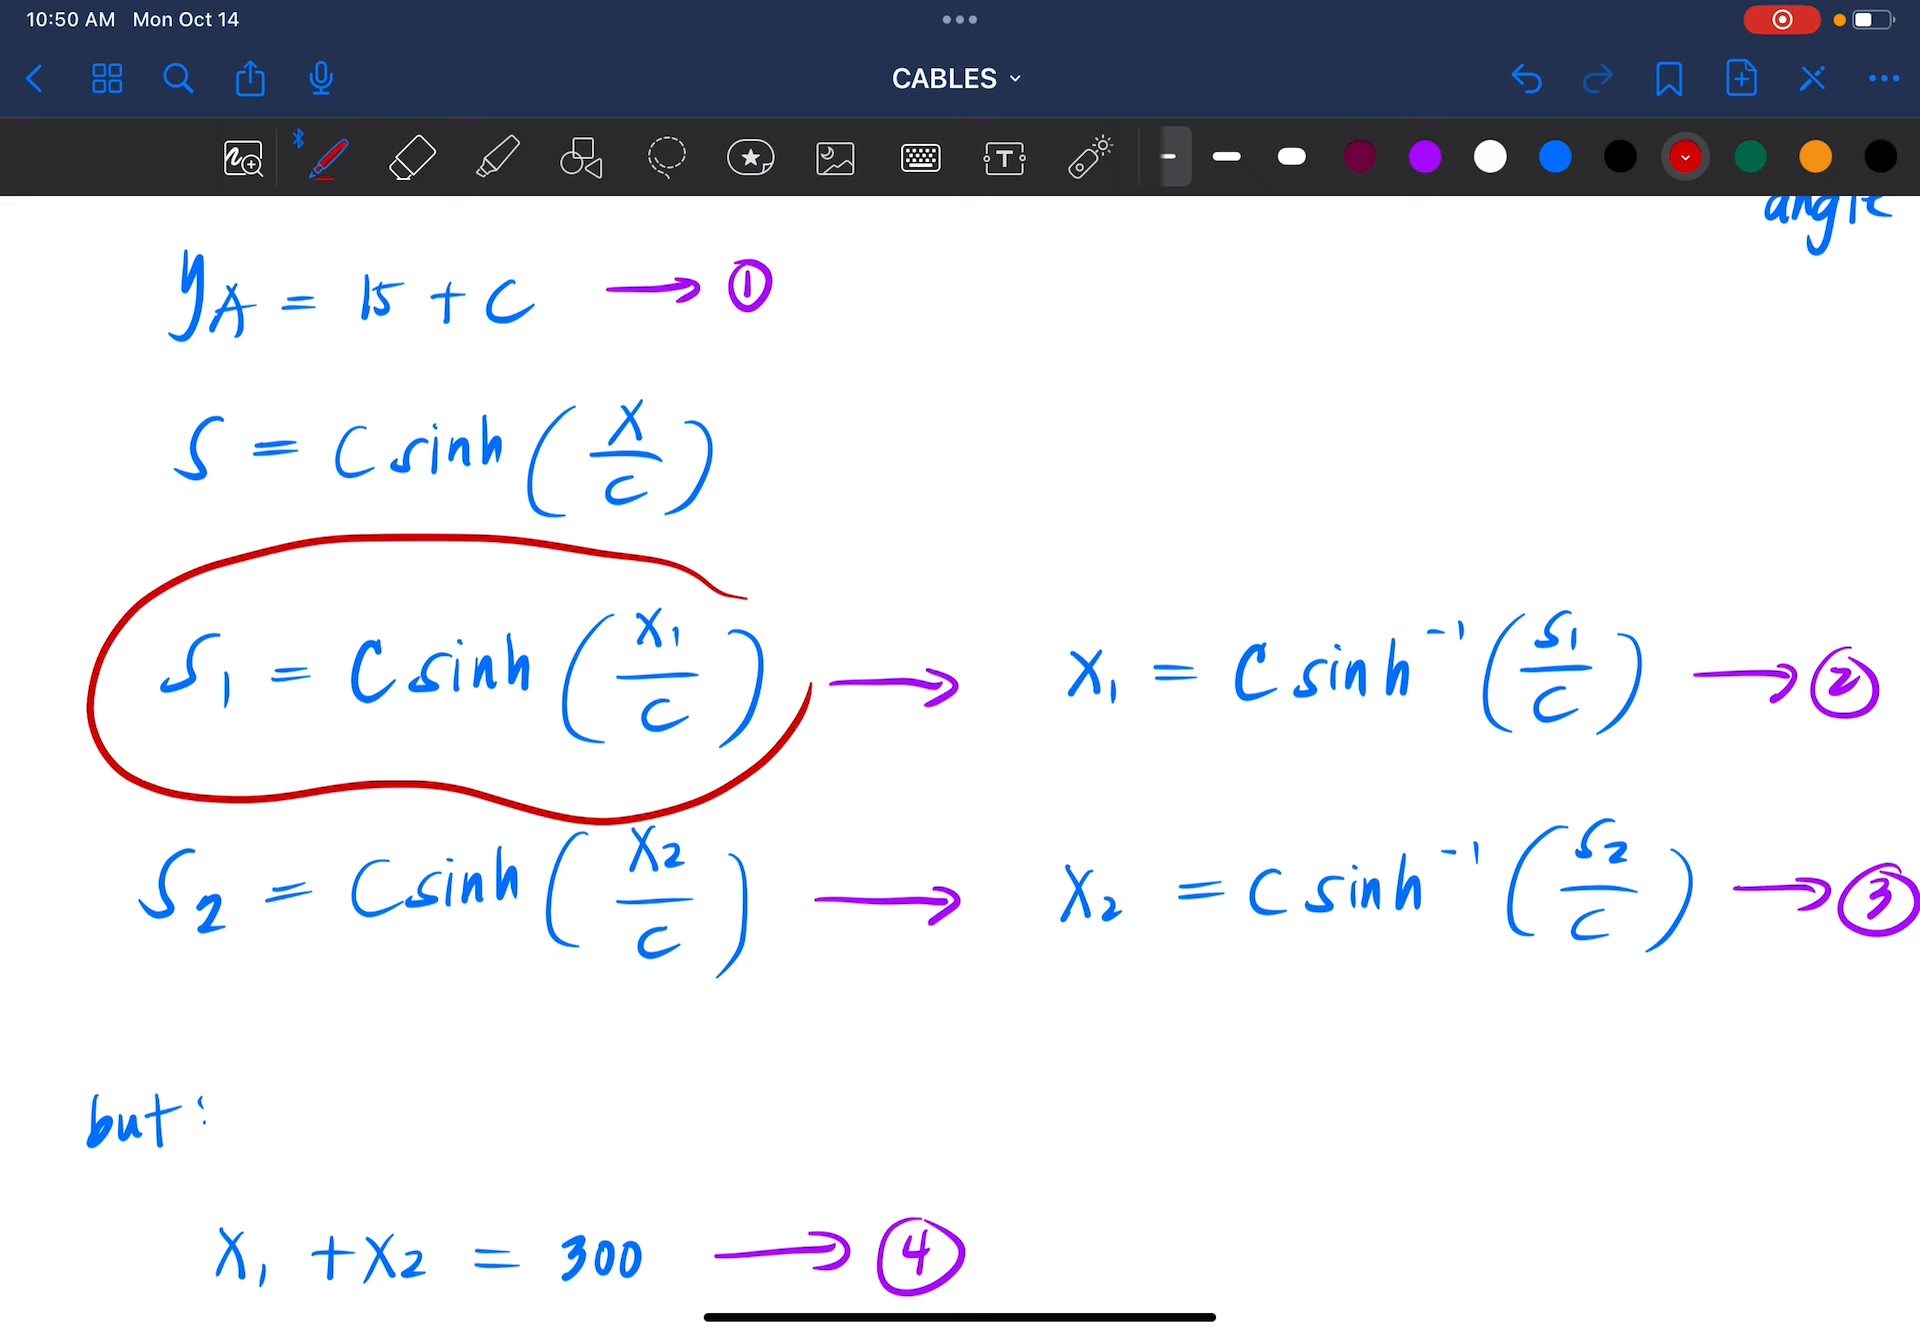 10:50 AM Mon Oct 14
CABLES
angle
yA = 15 + C → ①
S = C sinh (x/C)
S₁ = C sinh (x₁/C) → x₁ = C sinh⁻¹ (S₁/C) → ②
S₂ = C sinh (x₂/C) → x₂ = C sinh⁻¹ (S₂/C) → ③
but:
x₁ + x₂ = 300 → ④